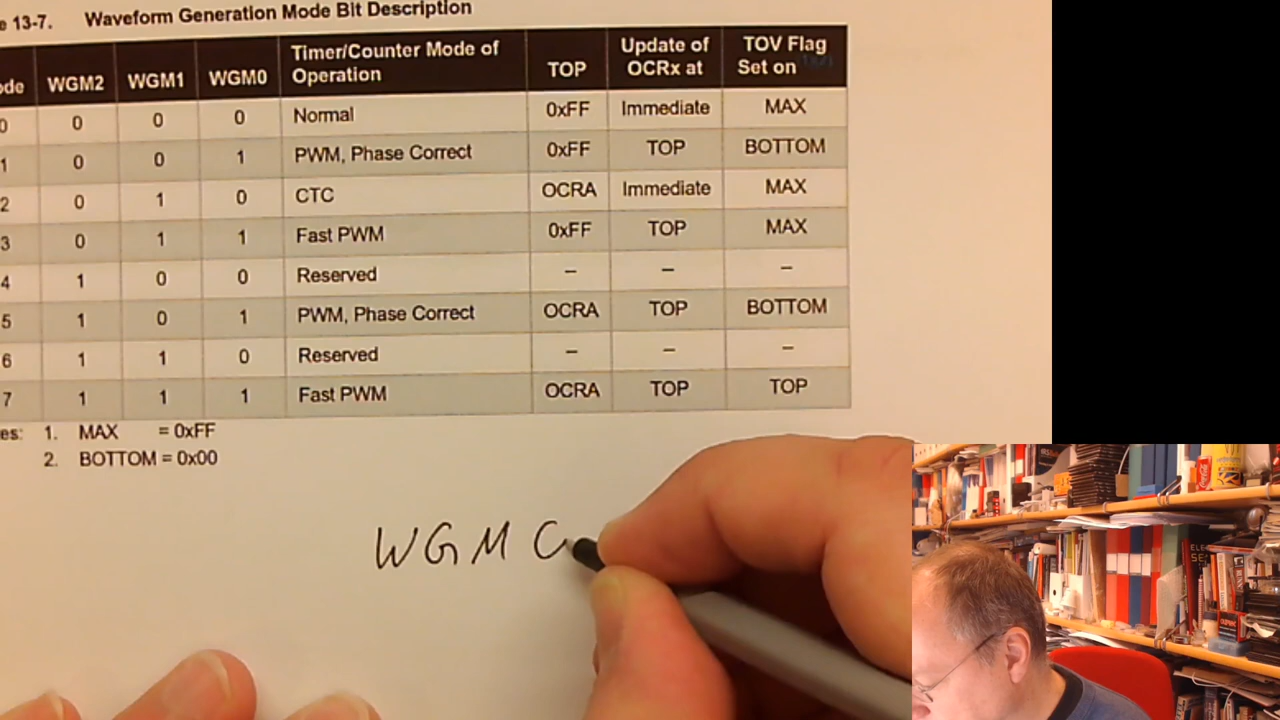 e 13-7. Waveform Generation Mode Bit Description
ode WGM2 WGM1 WGM0 Timer/Counter Mode of Operation TOP Update of OCRx at TOV Flag Set on
0 0 0 0 Normal 0xFF Immediate MAX
1 0 0 1 PWM, Phase Correct 0xFF TOP BOTTOM
2 0 1 0 CTC OCRA Immediate MAX
3 0 1 1 Fast PWM 0xFF TOP MAX
4 1 0 0 Reserved – – –
5 1 0 1 PWM, Phase Correct OCRA TOP BOTTOM
6 1 1 0 Reserved – – –
7 1 1 1 Fast PWM OCRA TOP TOP
es: 1. MAX = 0xFF
2. BOTTOM = 0x00
WGM C